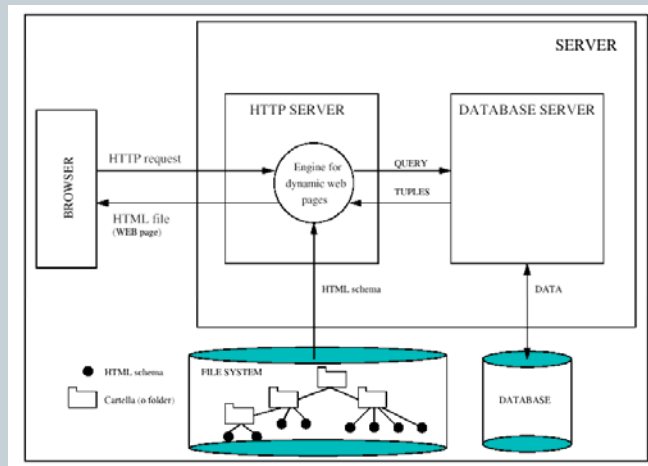 SERVER
HTTP SERVER
DATABASE SERVER
BROWSER
HTTP request
HTML file
(WEB page)
Engine for
dynamic web
pages
QUERY
TUPLES
HTML schema
DATA
HTML schema
Cartella (o folder)
FILE SYSTEM
DATABASE